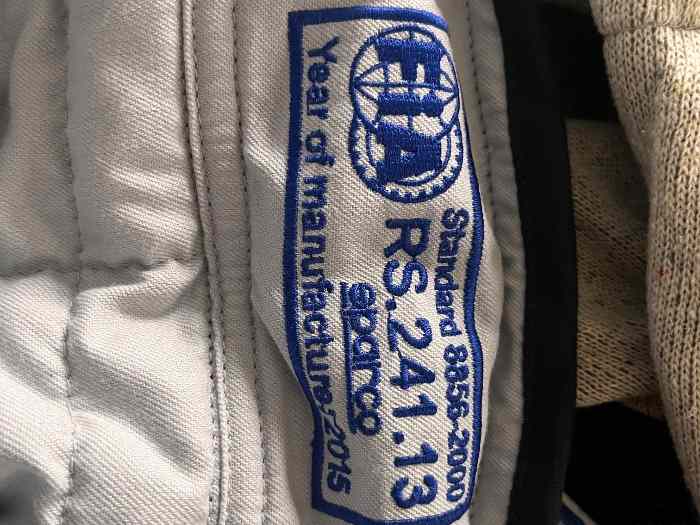 FIA
Standard 8856-2000
RS.241.13
sparco
Year of manufacture:2015